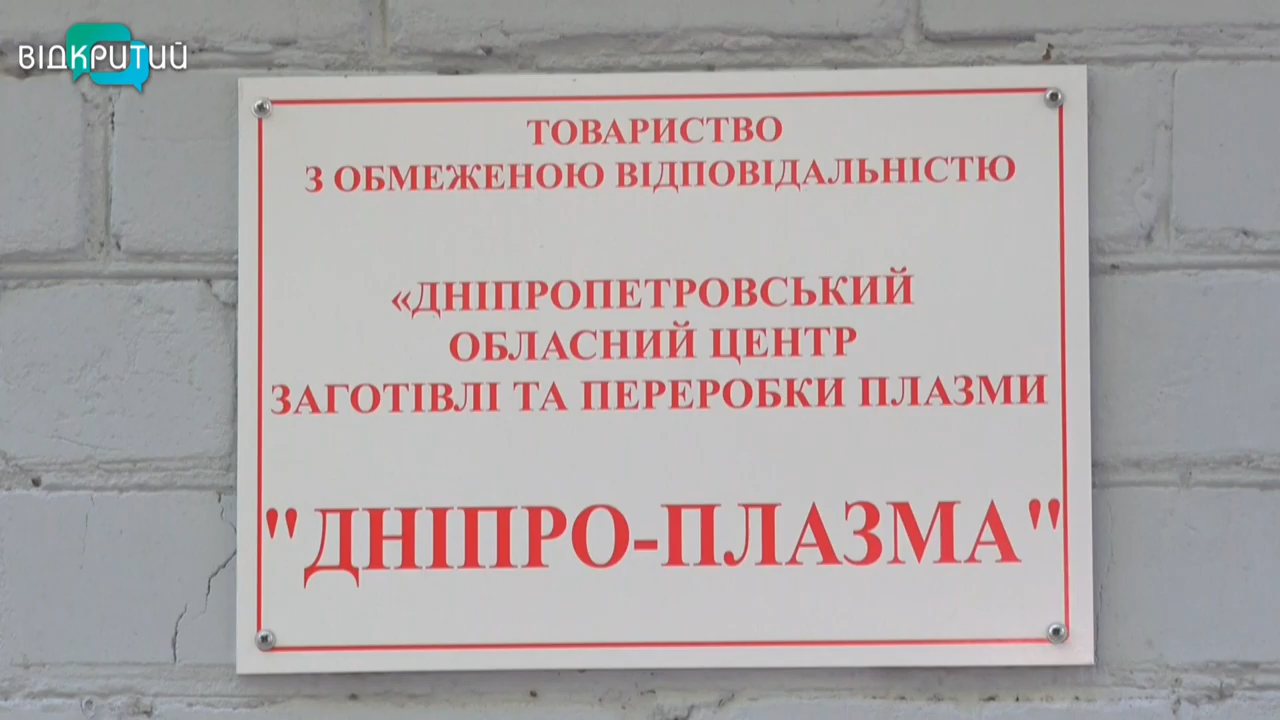 ВІДКРИТИЙ
ТОВАРИСТВО
З ОБМЕЖЕНОЮ ВІДПОВІДАЛЬНІСТЮ
«ДНІПРОПЕТРОВСЬКИЙ
ОБЛАСНИЙ ЦЕНТР
ЗАГОТІВЛІ ТА ПЕРЕРОБКИ ПЛАЗМИ
"ДНІПРО-ПЛАЗМА"